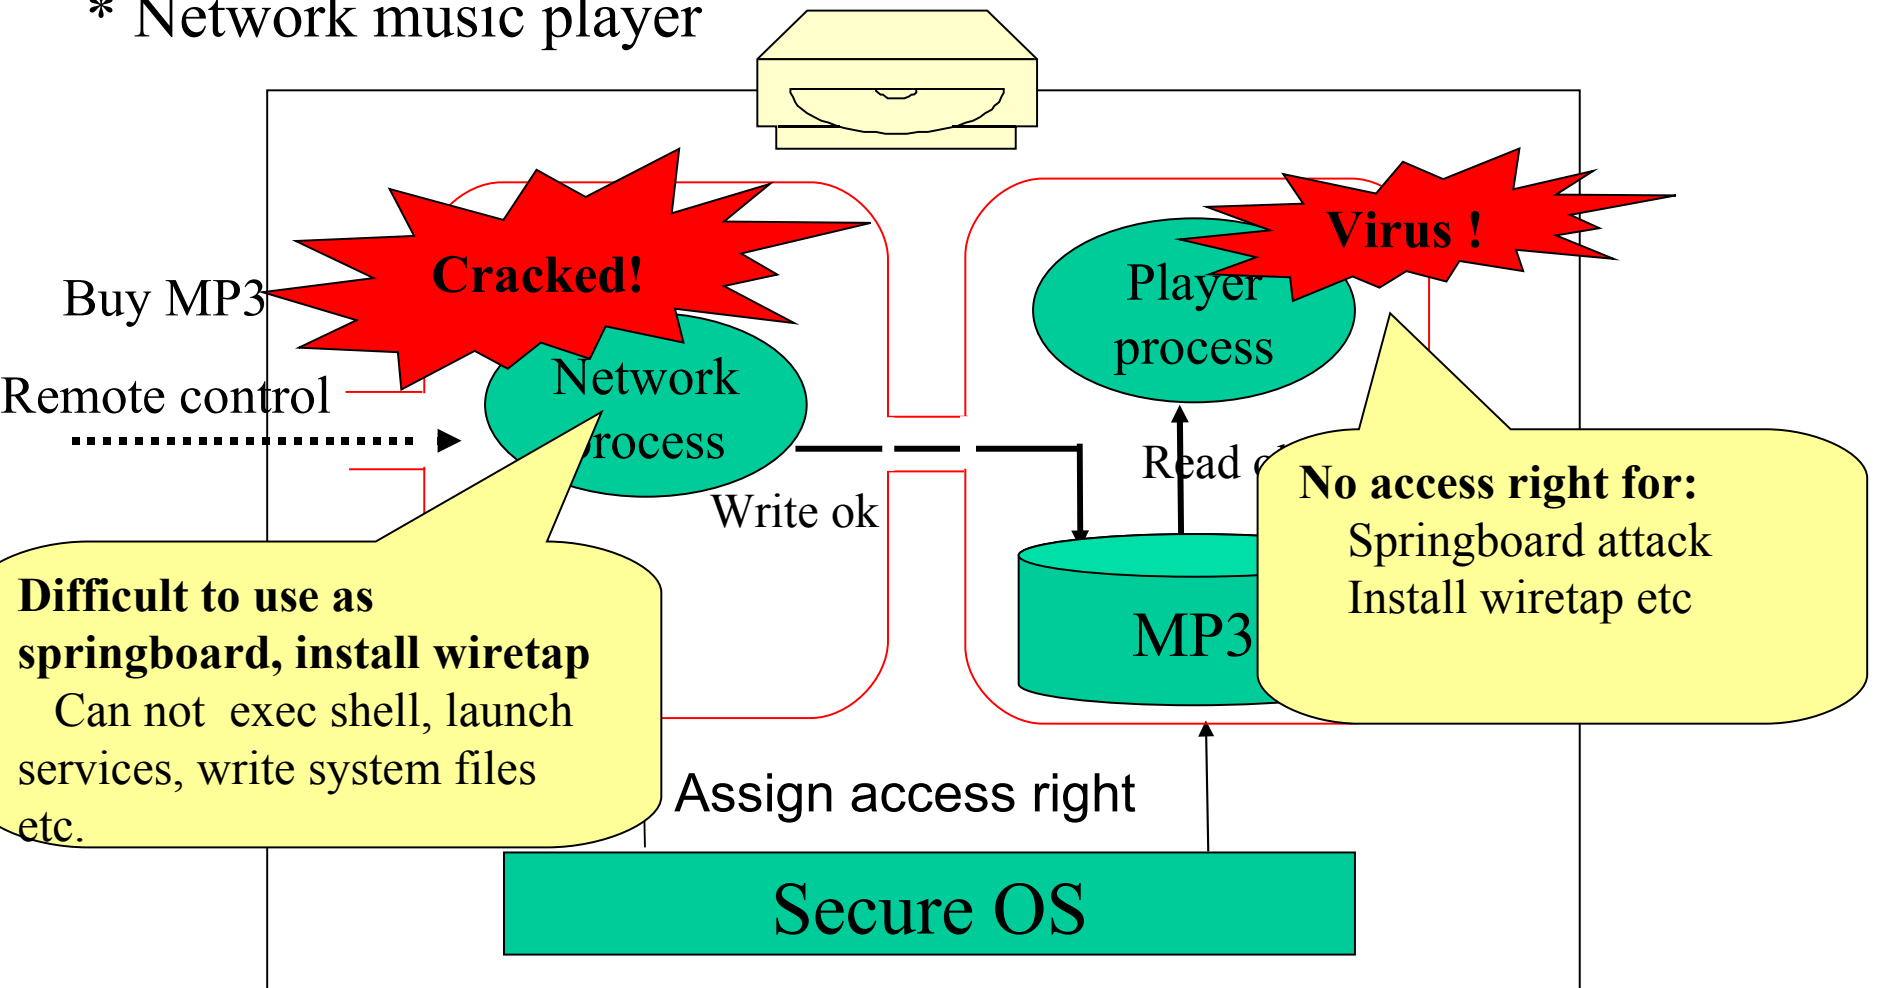 * Network music player
Cracked!
Virus !
Buy MP3
Remote control
Network
process
Player
process
Write ok
Read
MP3
No access right for:
Springboard attack
Install wiretap etc
Difficult to use as
springboard, install wiretap
Can not exec shell, launch
services, write system files
etc.
Assign access right
Secure OS